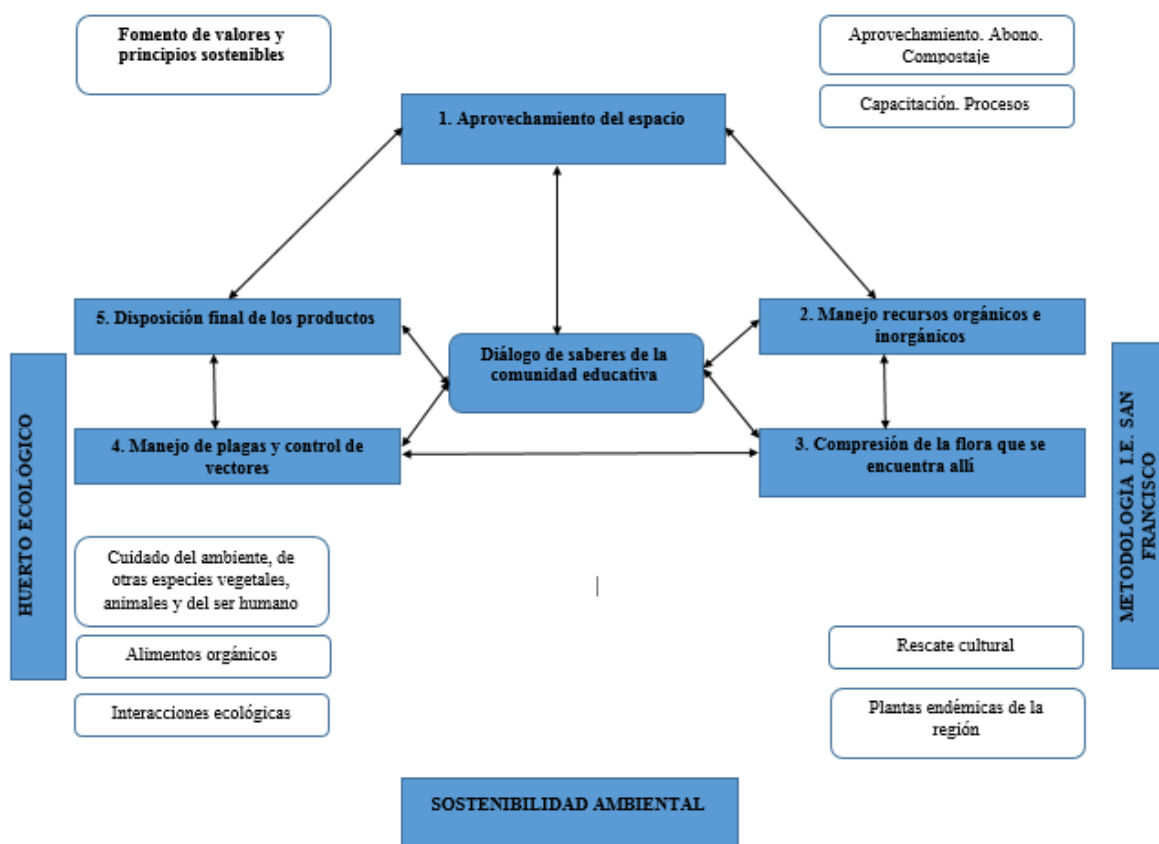 Fomento de valores y
principios sostenibles
Aprovechamiento. Abono.
Compostaje
Capacitación. Procesos
1. Aprovechamiento del espacio
5. Disposición final de los productos
2. Manejo recursos orgánicos e
inorgánicos
Diálogo de saberes de la
comunidad educativa
4. Manejo de plagas y control de
vectores
3. Compresión de la flora que se
encuentra allí
HUERTO ECOLÓGICO
METODOLOGÍA I.E. SAN
FRANCISCO
Cuidado del ambiente, de
otras especies vegetales,
animales y del ser humano
Alimentos orgánicos
Interacciones ecológicas
Rescate cultural
Plantas endémicas de la
región
SOSTENIBILIDAD AMBIENTAL